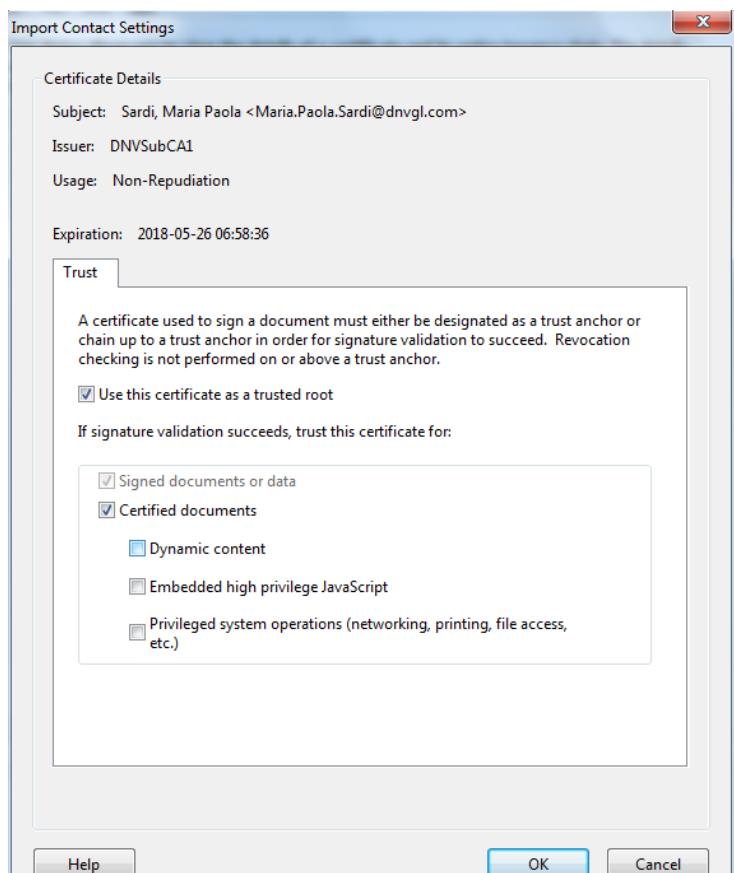 Import Contact Settings
Certificate Details
Subject: Sardi, Maria Paola <Maria.Paola.Sardi@dnvgl.com>
Issuer: DNVSubCA1
Usage: Non-Repudiation
Expiration: 2018-05-26 06:58:36
Trust
A certificate used to sign a document must either be designated as a trust anchor or
chain up to a trust anchor in order for signature validation to succeed. Revocation
checking is not performed on or above a trust anchor.
Use this certificate as a trusted root
If signature validation succeeds, trust this certificate for:
Signed documents or data
Certified documents
Dynamic content
Embedded high privilege JavaScript
Privileged system operations (networking, printing, file access,
etc.)
Help OK Cancel